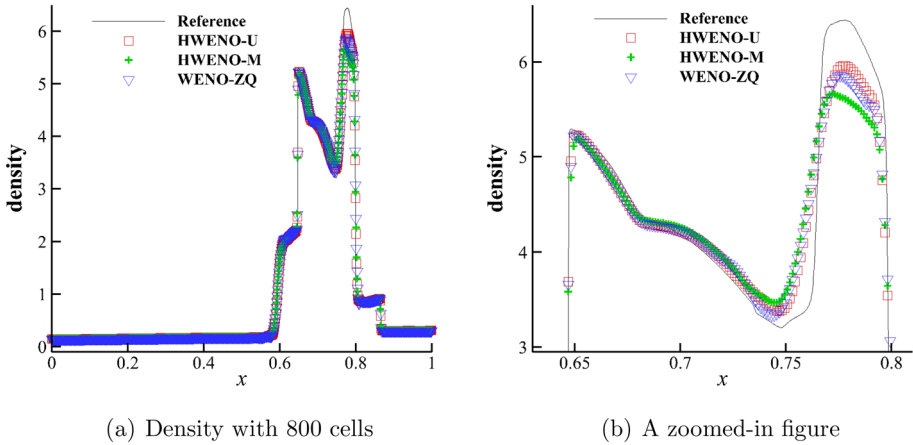 Reference
HWENO-U
HWENO-M
WENO-ZQ
density
6
5
4
3
2
1
0
0 0.2 0.4 0.6 0.8 1
x
(a) Density with 800 cells
Reference
HWENO-U
HWENO-M
WENO-ZQ
density
6
5
4
3
0.65 0.7 0.75 0.8
x
(b) A zoomed-in figure